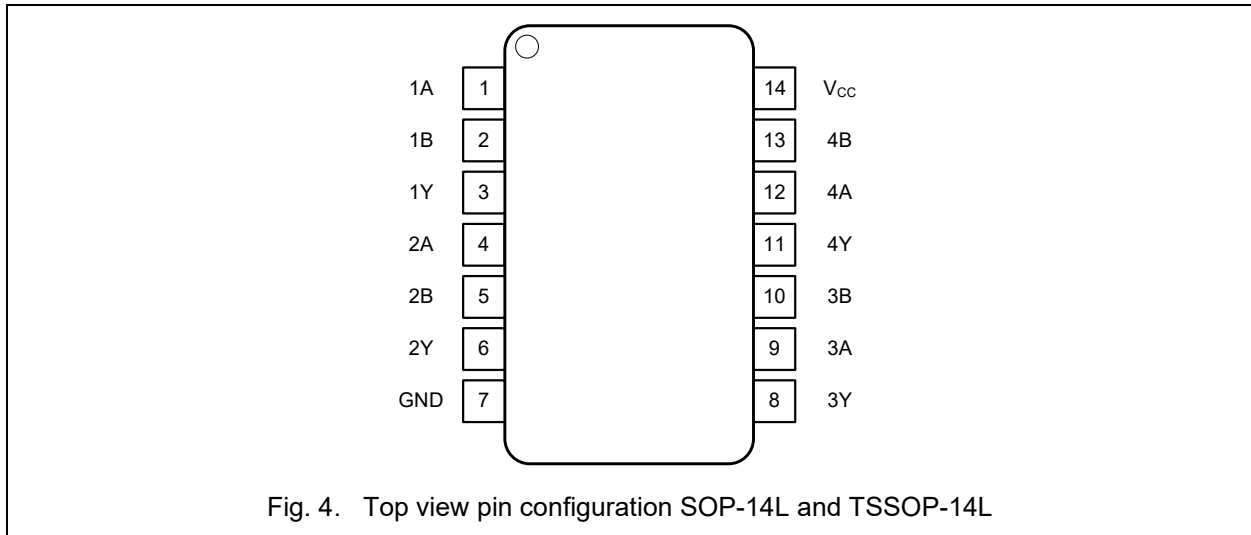 1A 1 14 VCC
1B 2 13 4B
1Y 3 12 4A
2A 4 11 4Y
2B 5 10 3B
2Y 6 9 3A
GND 7 8 3Y
Fig. 4. Top view pin configuration SOP-14L and TSSOP-14L